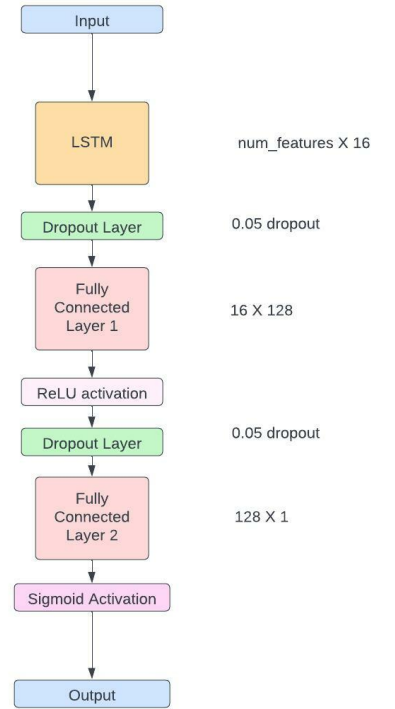 Input
LSTM
num_features X 16
Dropout Layer
0.05 dropout
Fully
Connected
Layer 1
16 X 128
ReLU activation
Dropout Layer
0.05 dropout
Fully
Connected
Layer 2
128 X 1
Sigmoid Activation
Output